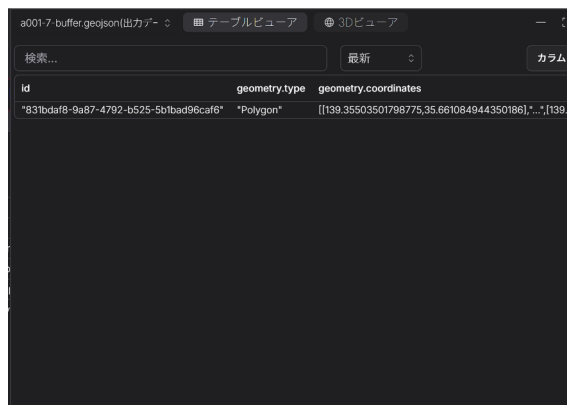 a001-7-buffer.geojson(出力デー テーブルビューア 3Dビューア
検索... 最新 カラム
id geometry.type geometry.coordinates
"831bdaf8-9a87-4792-b525-5b1bad96caf6" "Polygon" [[139.35503501798775,35.661084944350186],"...",[139.